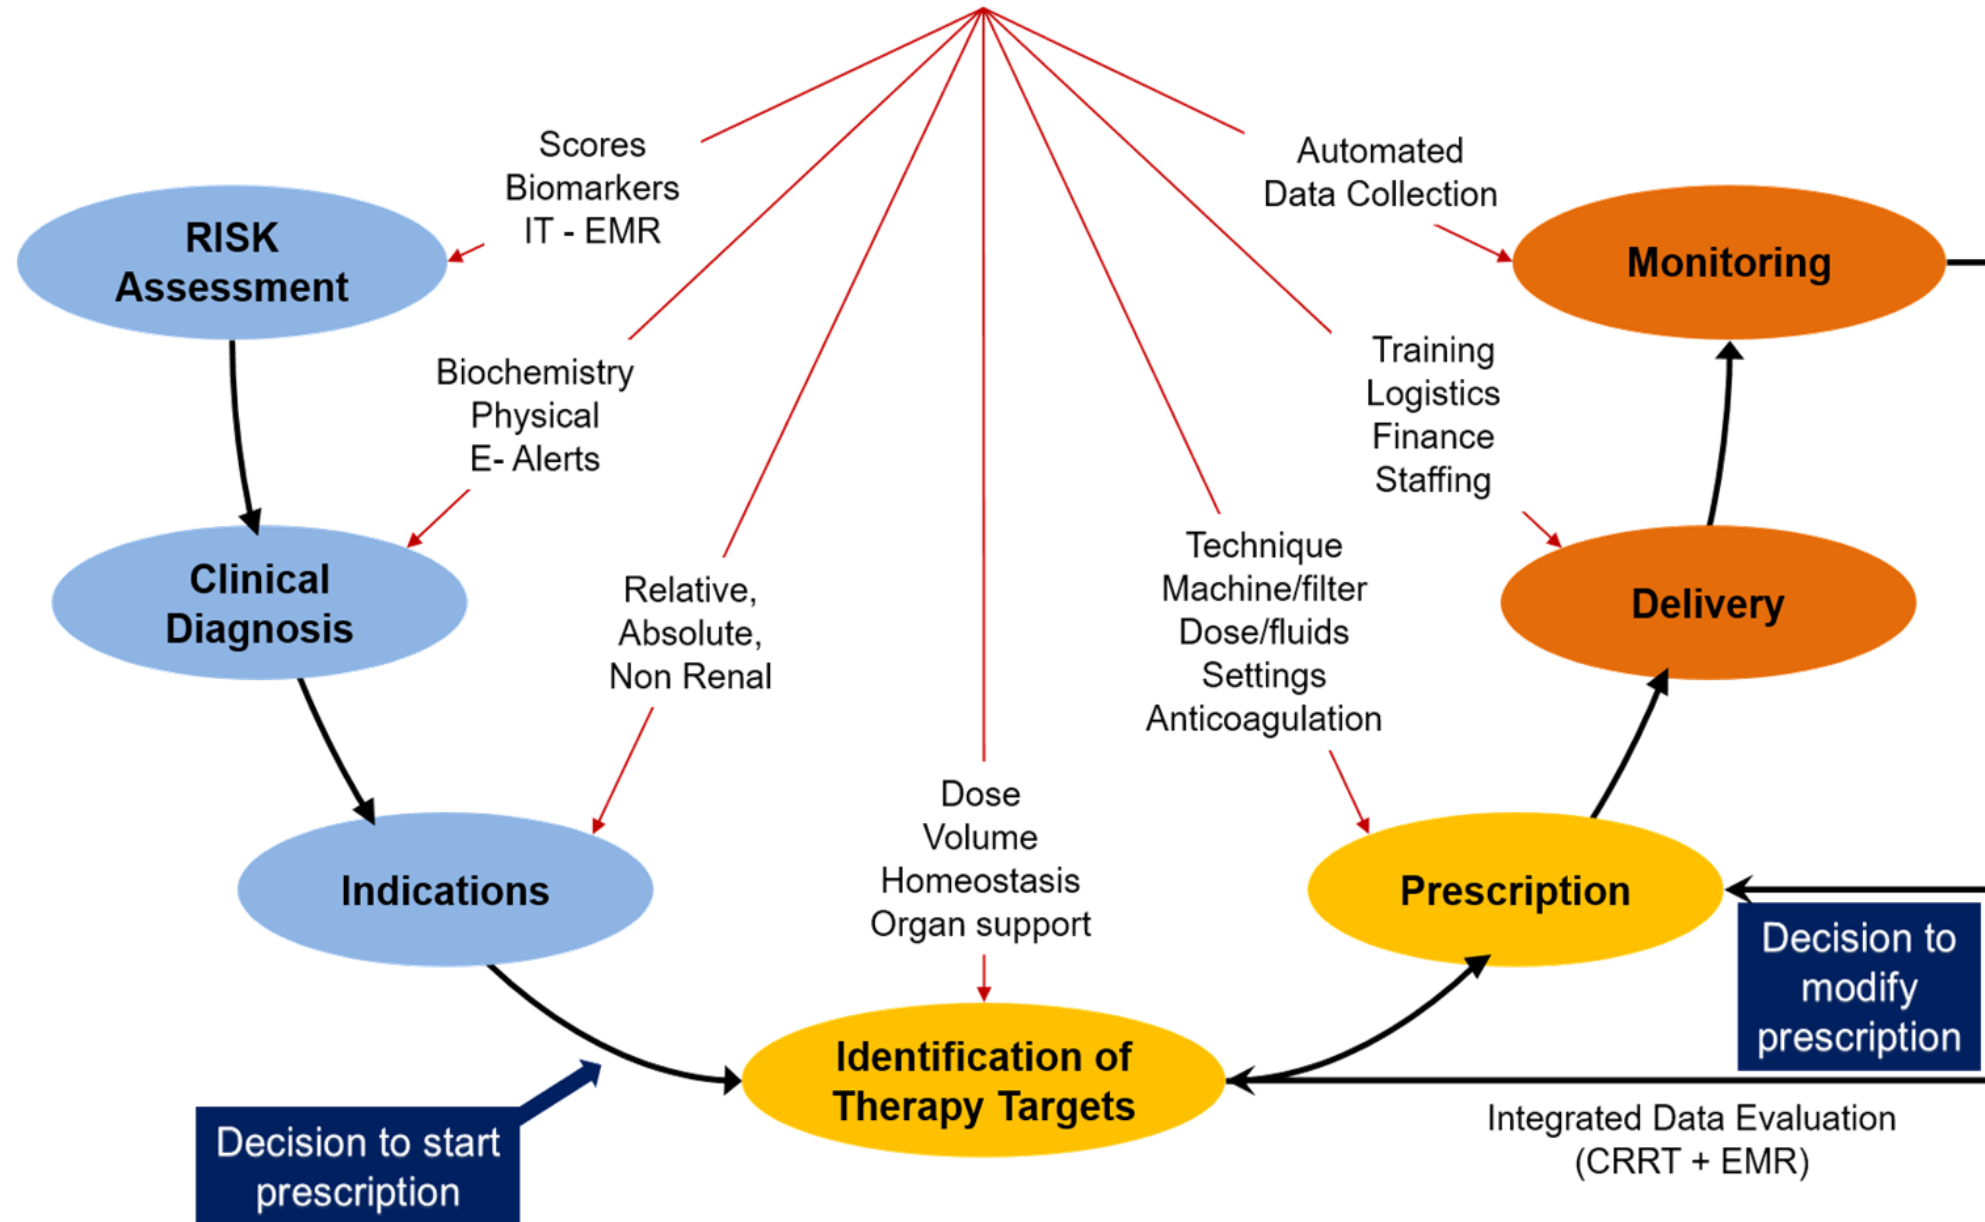 Scores
Biomarkers
IT - EMR
Automated
Data Collection
RISK
Assessment
Monitoring
Biochemistry
Physical
E- Alerts
Training
Logistics
Finance
Staffing
Clinical
Diagnosis
Relative,
Absolute,
Non Renal
Technique
Machine/filter
Dose/fluids
Settings
Anticoagulation
Delivery
Indications
Dose
Volume
Homeostasis
Organ support
Prescription
Decision to
modify
prescription
Identification of
Therapy Targets
Decision to start
prescription
Integrated Data Evaluation
(CRRT + EMR)